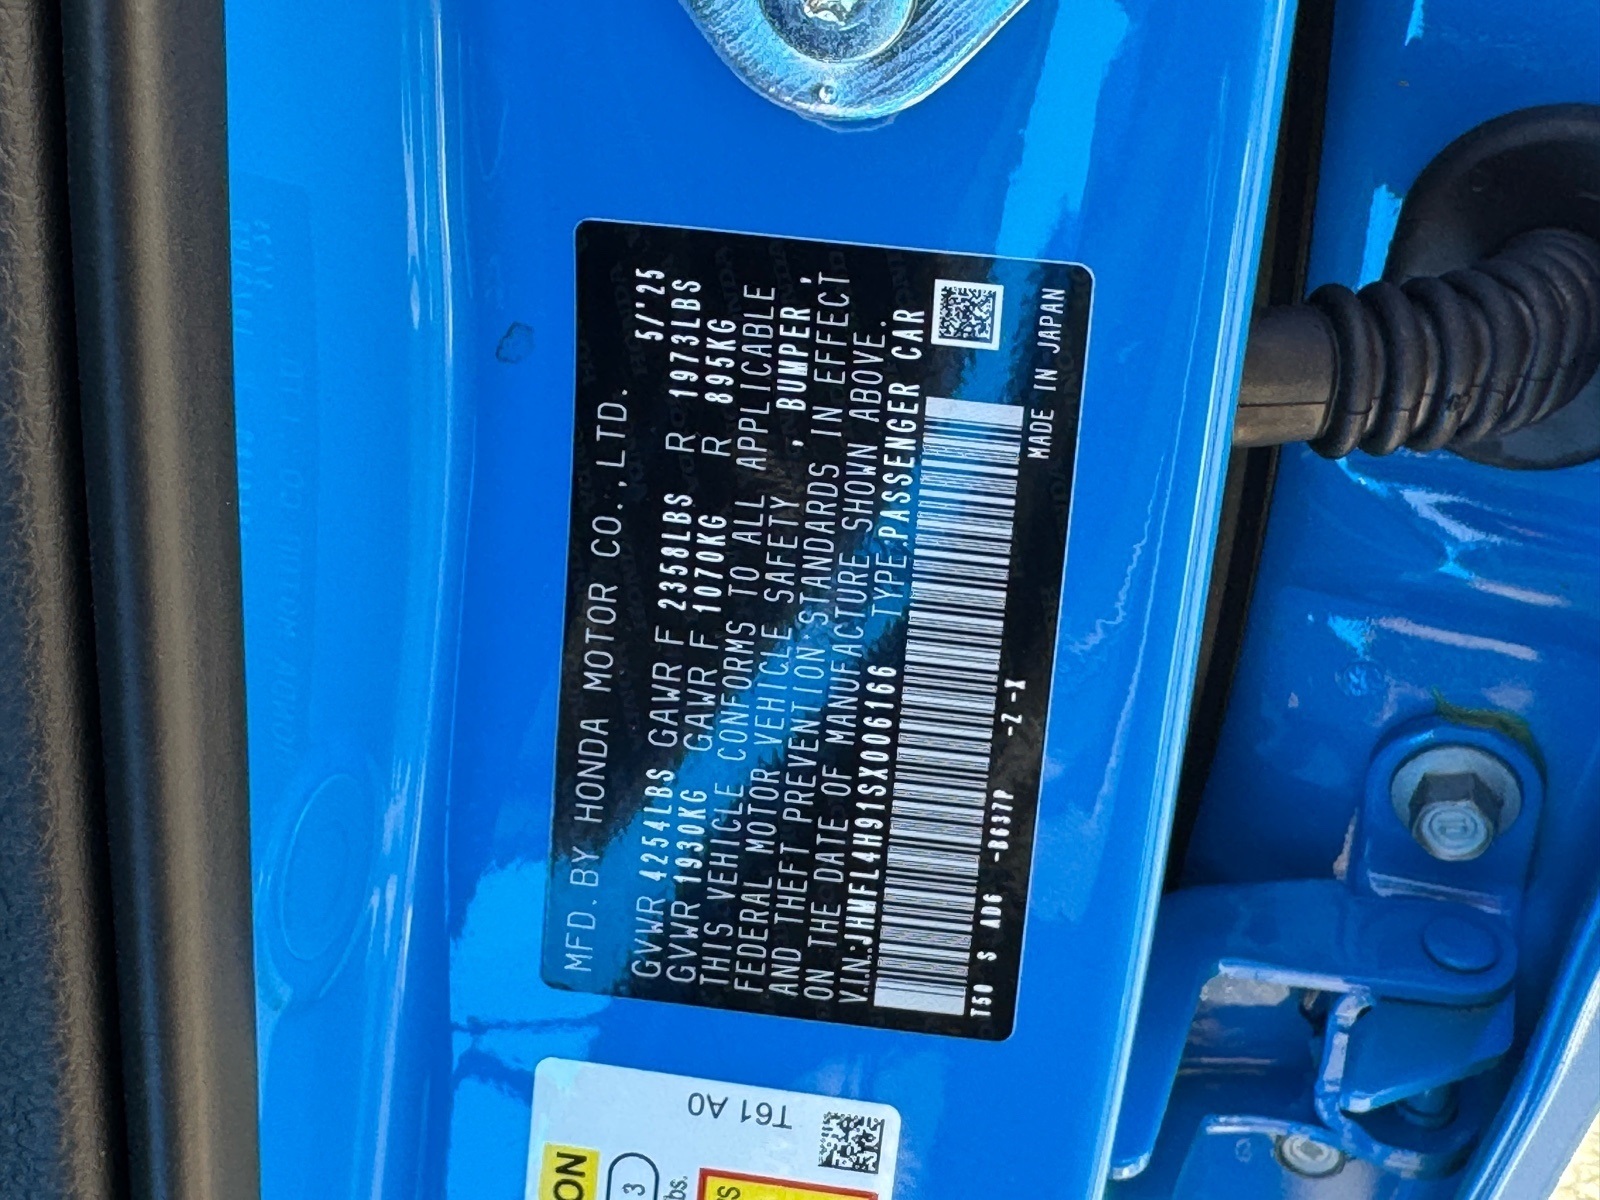 MFD. BY HONDA MOTOR CO.,LTD. 5/'25
GVWR 4254LBS GAWR F 2358LBS R 1973LBS
GVWR 1930KG GAWR F 1070KG R 895KG
THIS VEHICLE CONFORMS TO ALL APPLICABLE
FEDERAL MOTOR VEHICLE SAFETY , BUMPER ,
AND THEFT PREVENTION STANDARDS IN EFFECT
ON THE DATE OF MANUFACTURE SHOWN ABOVE.
V.I.N.:JHMFL4H91SX006166 TYPE:PASSENGER CAR
T50 S AD6 -B637P -Z-X
MADE IN JAPAN
T61 A0
3